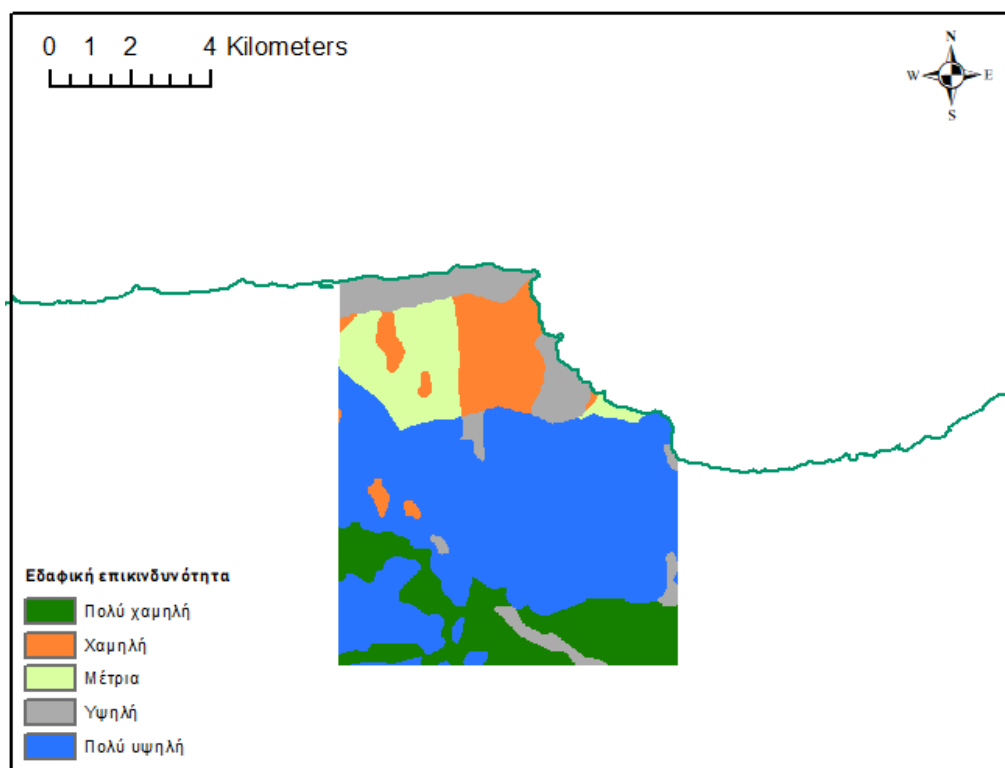 0 1 2 4 Kilometers
N
W E
S
Εδαφική επικινδυνότητα
Πολύ χαμηλή
Χαμηλή
Μέτρια
Υψηλή
Πολύ υψηλή